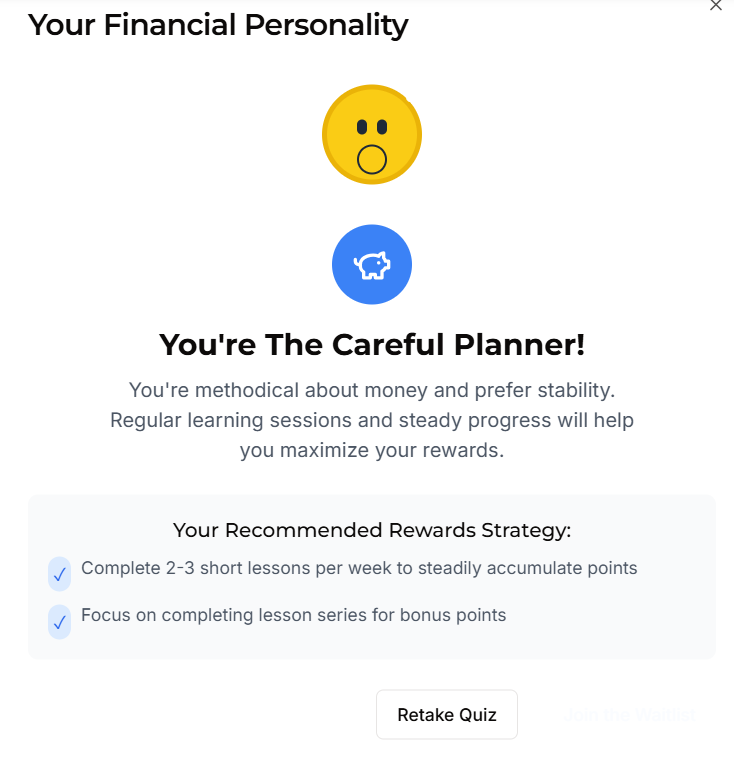 Your Financial Personality
You're The Careful Planner!
You're methodical about money and prefer stability.
Regular learning sessions and steady progress will help
you maximize your rewards.
Your Recommended Rewards Strategy:
✓ Complete 2-3 short lessons per week to steadily accumulate points
✓ Focus on completing lesson series for bonus points
Retake Quiz
Join the Waitlist